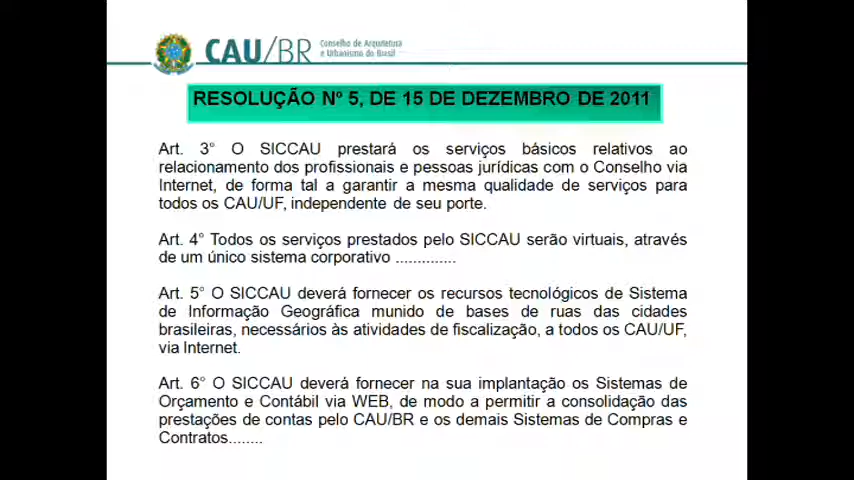 CAU/BR
Conselho de Arquitetura
e Urbanismo do Brasil
RESOLUÇÃO Nº 5, DE 15 DE DEZEMBRO DE 2011
Art. 3° O SICCAU prestará os serviços básicos relativos ao
relacionamento dos profissionais e pessoas jurídicas com o Conselho via
Internet, de forma tal a garantir a mesma qualidade de serviços para
todos os CAU/UF, independente de seu porte.
Art. 4° Todos os serviços prestados pelo SICCAU serão virtuais, através
de um único sistema corporativo ..............
Art. 5° O SICCAU deverá fornecer os recursos tecnológicos de Sistema
de Informação Geográfica munido de bases de ruas das cidades
brasileiras, necessários às atividades de fiscalização, a todos os CAU/UF,
via Internet.
Art. 6° O SICCAU deverá fornecer na sua implantação os Sistemas de
Orçamento e Contábil via WEB, de modo a permitir a consolidação das
prestações de contas pelo CAU/BR e os demais Sistemas de Compras e
Contratos........